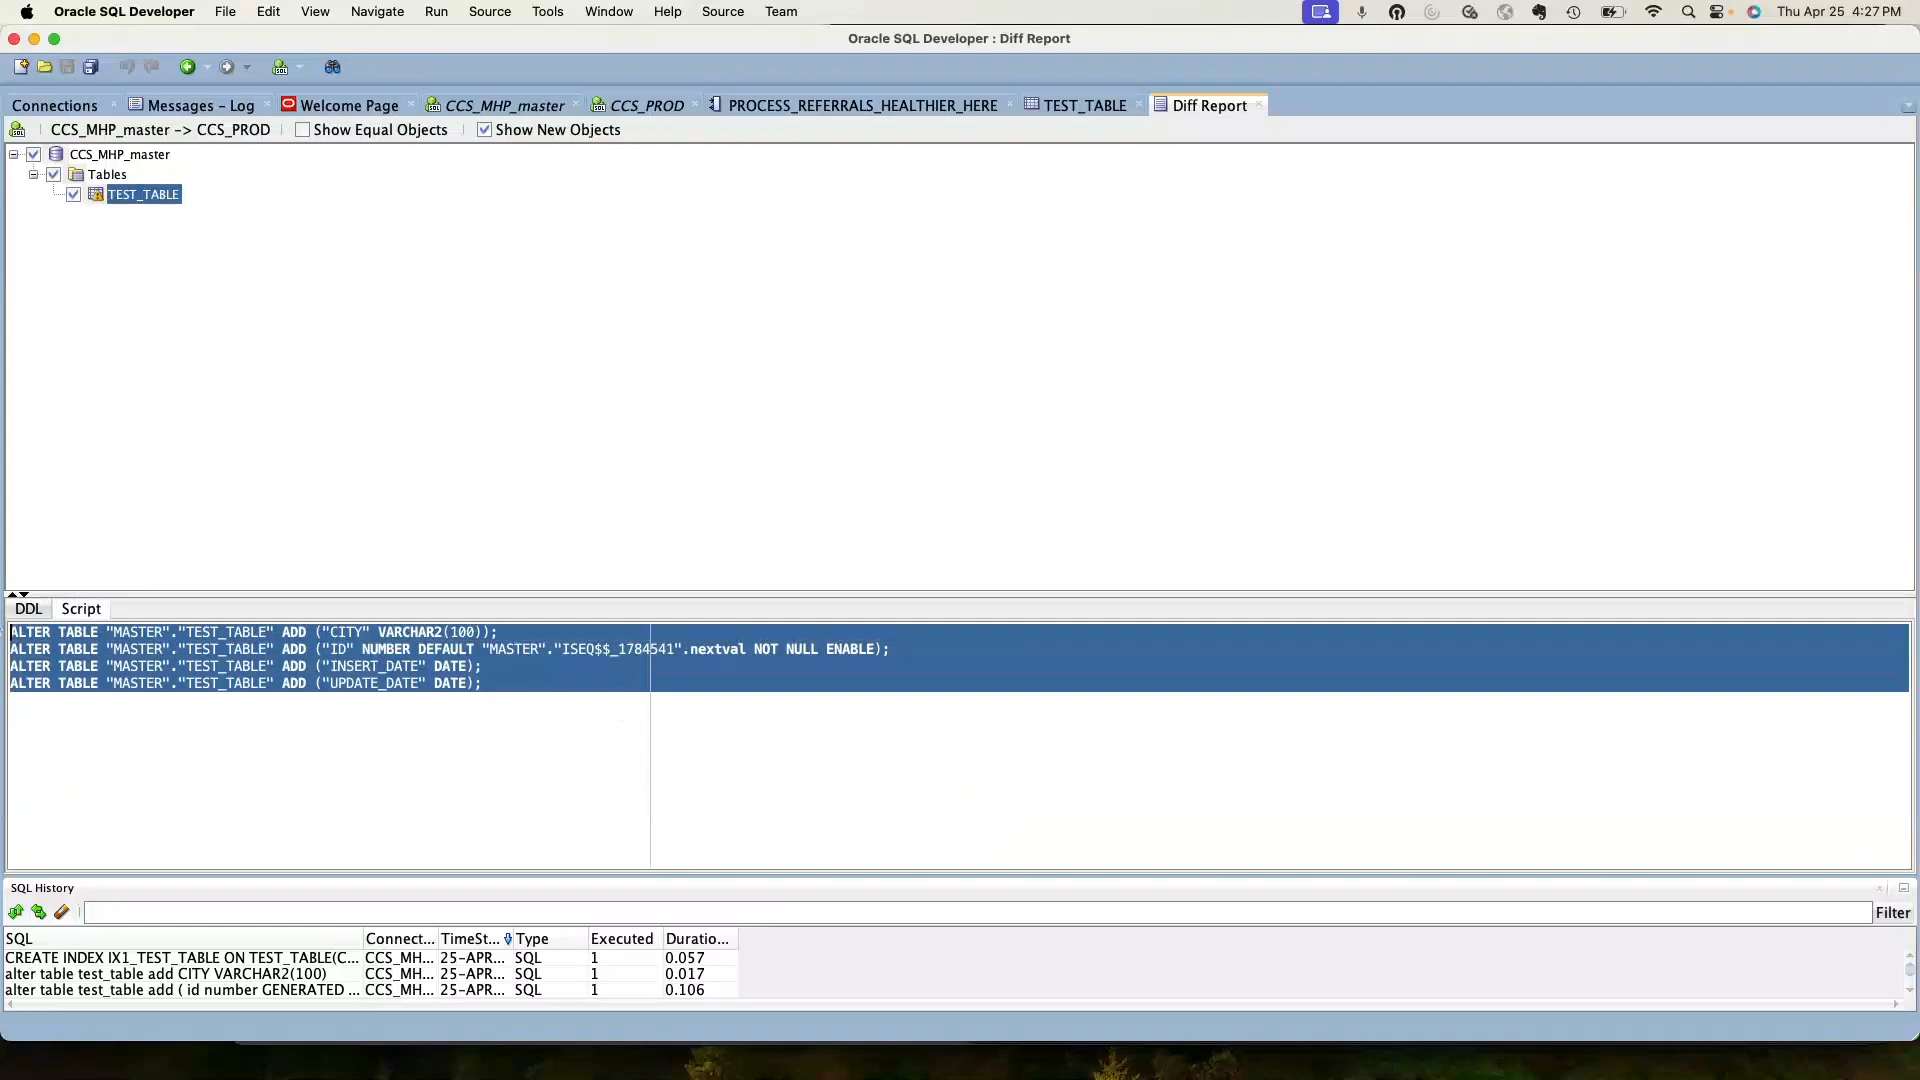 Oracle SQL Developer File Edit View Navigate Run Source Tools Window Help Source Team Thu Apr 25 4:27 PM
Oracle SQL Developer : Diff Report
Connections Messages - Log Welcome Page CCS_MHP_master CCS_PROD PROCESS_REFERRALS_HEALTHIER_HERE TEST_TABLE Diff Report
CCS_MHP_master -> CCS_PROD Show Equal Objects Show New Objects
CCS_MHP_master
Tables
TEST_TABLE
DDL Script
ALTER TABLE "MASTER"."TEST_TABLE" ADD ("CITY" VARCHAR2(100));
ALTER TABLE "MASTER"."TEST_TABLE" ADD ("ID" NUMBER DEFAULT "MASTER"."ISEQ$$_1784541".nextval NOT NULL ENABLE);
ALTER TABLE "MASTER"."TEST_TABLE" ADD ("INSERT_DATE" DATE);
ALTER TABLE "MASTER"."TEST_TABLE" ADD ("UPDATE_DATE" DATE);
SQL History
Filter
SQL Connect... TimeSt... Type Executed Duratio...
CREATE INDEX IX1_TEST_TABLE ON TEST_TABLE(C... CCS_MH... 25-APR... SQL 1 0.057
alter table test_table add CITY VARCHAR2(100) CCS_MH... 25-APR... SQL 1 0.017
alter table test_table add ( id number GENERATED ... CCS_MH... 25-APR... SQL 1 0.106